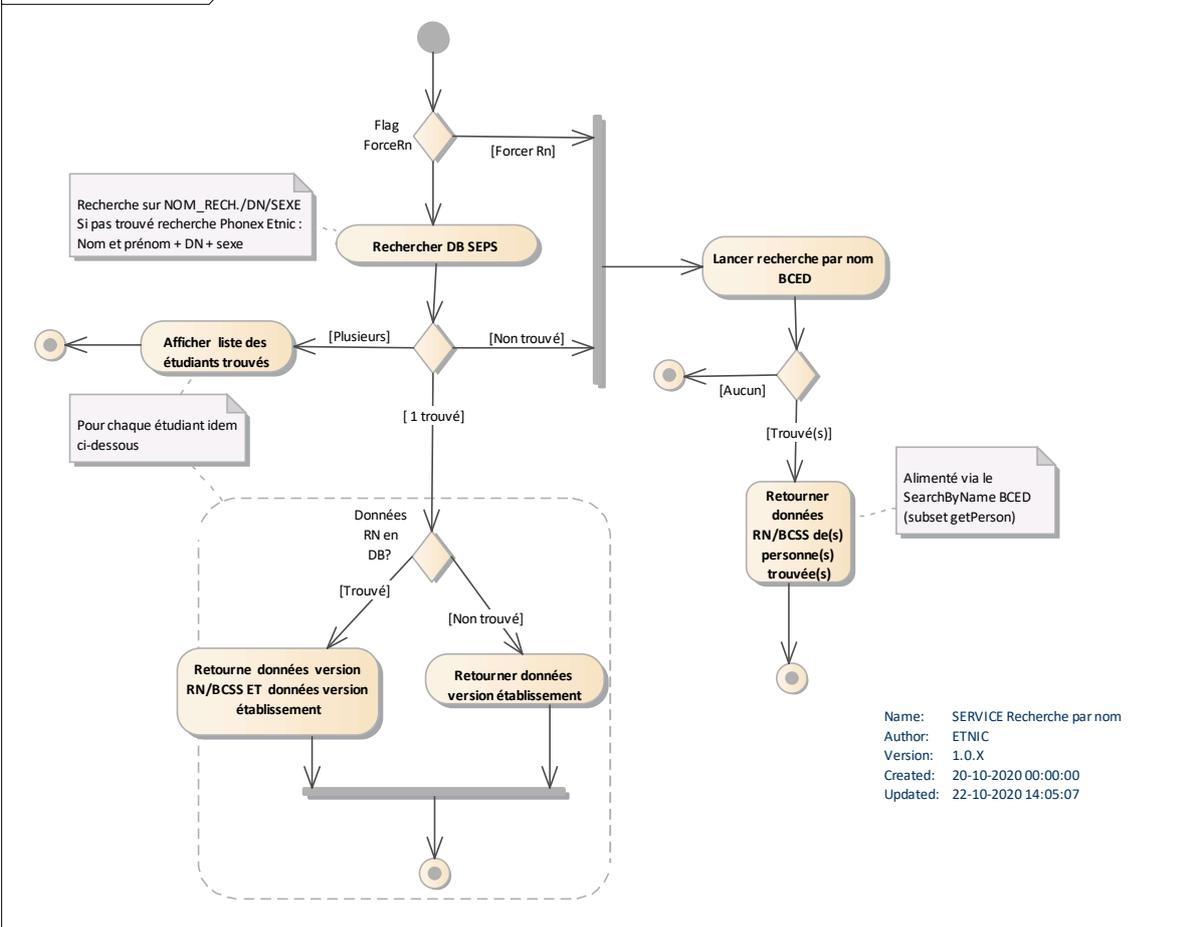 Flag
ForceRn
[Forcer Rn]
Recherche sur NOM_RECH./DN/SEXE
Si pas trouvé recherche Phonex Etnic :
Nom et prénom + DN + sexe
Rechercher DB SEPS
Lancer recherche par nom
BCED
Afficher liste des
étudiants trouvés
[Plusieurs]
[Non trouvé]
[Aucun]
Pour chaque étudiant idem
ci-dessous
[ 1 trouvé]
[Trouvé(s)]
Alimenté via le
SearchByName BCED
(subset getPerson)
Retourner
données
RN/BCSS de(s)
personne(s)
trouvée(s)
Données
RN en
DB?
[Trouvé]
[Non trouvé]
Retourne données version
RN/BCSS ET données version
établissement
Retourner données
version établissement
Name: SERVICE Recherche par nom
Author: ETNIC
Version: 1.0.X
Created: 20-10-2020 00:00:00
Updated: 22-10-2020 14:05:07